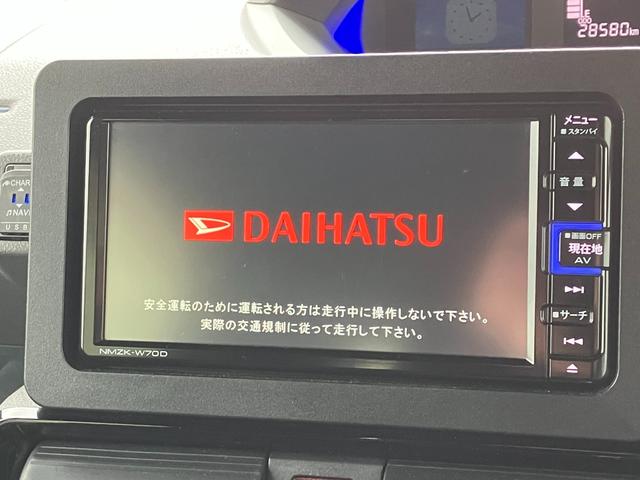 E
ODO
28580km
メニュー
■スタンバイ
音量
■画面OFF
現在地
AV
■サーチ
CHAR
♬NAVI
USB
DAIHATSU
安全運転のために運転される方は走行中に操作しないで下さい。
実際の交通規制に従って走行して下さい。
NMZK-W70D